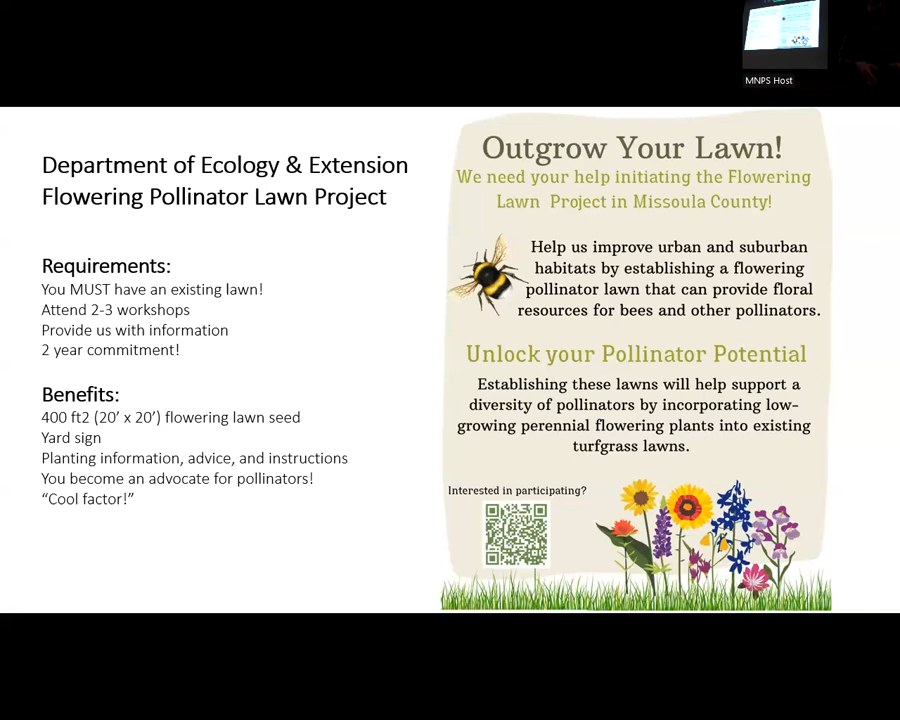 MNPS Host
Department of Ecology & Extension
Flowering Pollinator Lawn Project
Requirements:
You MUST have an existing lawn!
Attend 2-3 workshops
Provide us with information
2 year commitment!
Benefits:
400 ft2 (20’ x 20’) flowering lawn seed
Yard sign
Planting information, advice, and instructions
You become an advocate for pollinators!
“Cool factor!”
Outgrow Your Lawn!
We need your help initiating the Flowering
Lawn Project in Missoula County!
Help us improve urban and suburban
habitats by establishing a flowering
pollinator lawn that can provide floral
resources for bees and other pollinators.
Unlock your Pollinator Potential
Establishing these lawns will help support a
diversity of pollinators by incorporating low-
growing perennial flowering plants into existing
turfgrass lawns.
Interested in participating?